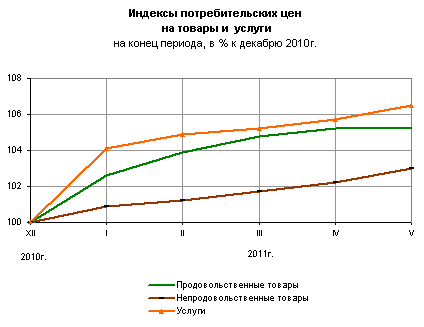 Индексы потребительских цен
на товары и услуги
на конец периода, в % к декабрю 2010г.
108
106
104
102
100
XII
I
II
III
IV
V
2010г.
2011г.
Продовольственные товары
Непродовольственные товары
Услуги